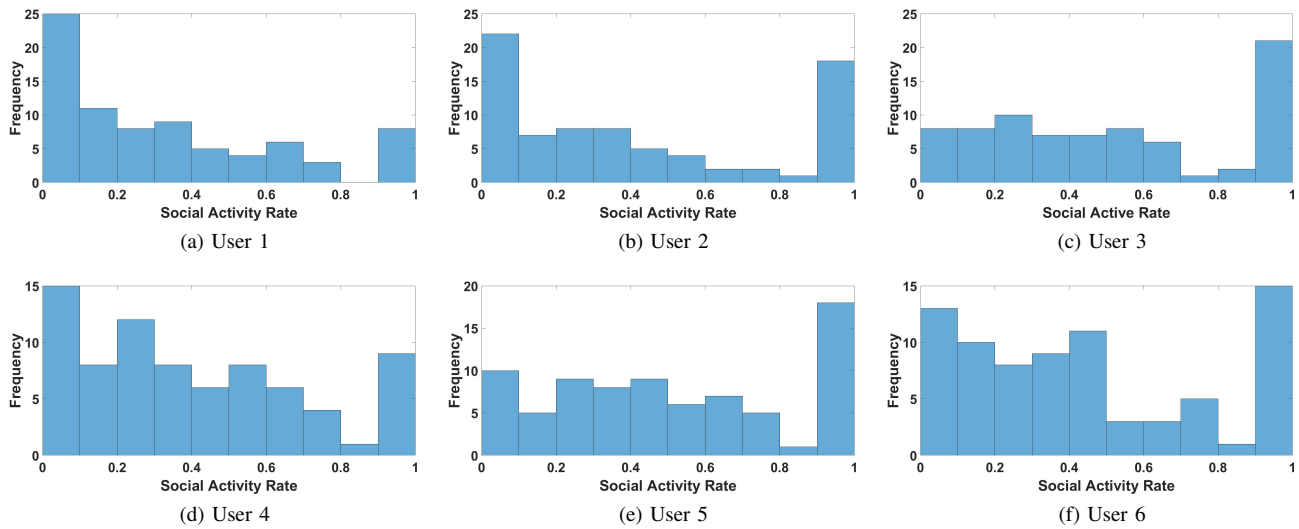 25
20
15
10
5
0
Frequency
0 0.2 0.4 0.6 0.8 1
Social Activity Rate
(a) User 1
25
20
15
10
5
0
Frequency
0 0.2 0.4 0.6 0.8 1
Social Activity Rate
(b) User 2
25
20
15
10
5
0
Frequency
0 0.2 0.4 0.6 0.8 1
Social Active Rate
(c) User 3
15
10
5
0
Frequency
0 0.2 0.4 0.6 0.8 1
Social Activity Rate
(d) User 4
20
15
10
5
0
Frequency
0 0.2 0.4 0.6 0.8 1
Social Activity Rate
(e) User 5
15
10
5
0
Frequency
0 0.2 0.4 0.6 0.8 1
Social Activity Rate
(f) User 6